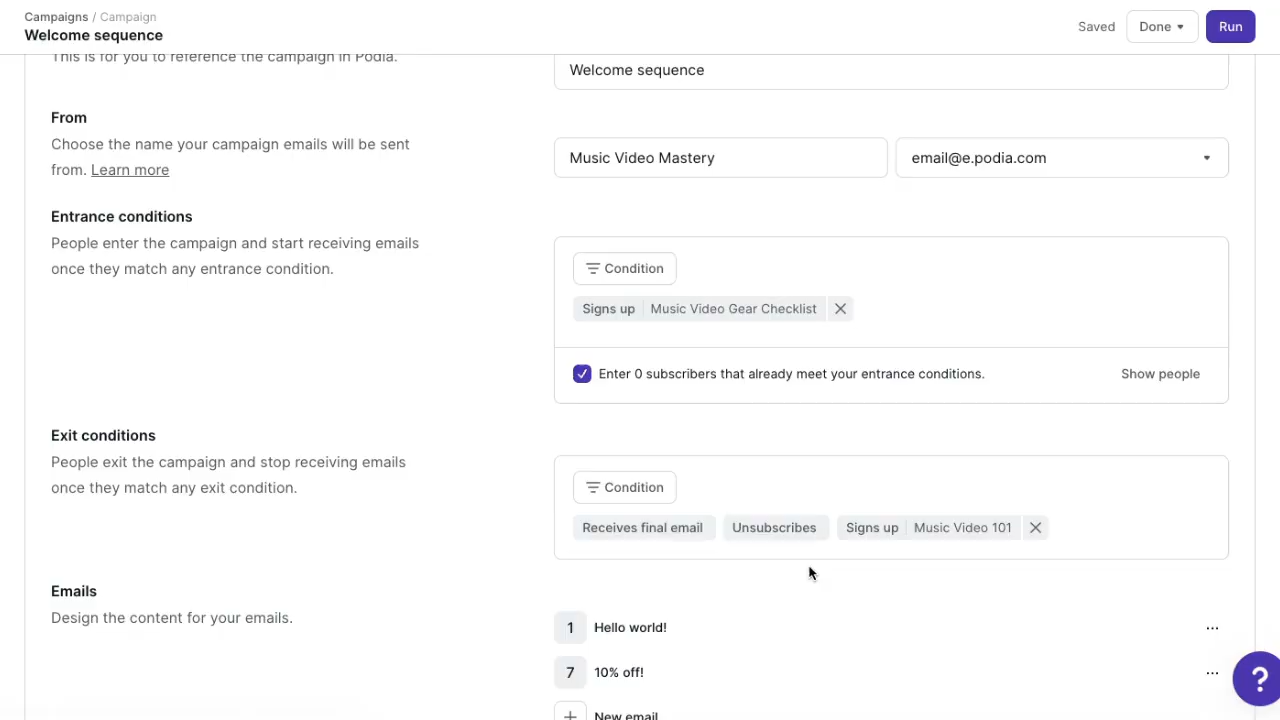 Campaigns / Campaign
Welcome sequence
Saved
Done
Run
This is for you to reference the campaign in Podia.
Welcome sequence
From
Choose the name your campaign emails will be sent
from. Learn more
Music Video Mastery
email@e.podia.com
Entrance conditions
People enter the campaign and start receiving emails
once they match any entrance condition.
Condition
Signs up Music Video Gear Checklist
Enter 0 subscribers that already meet your entrance conditions.
Show people
Exit conditions
People exit the campaign and stop receiving emails
once they match any exit condition.
Condition
Receives final email Unsubscribes Signs up Music Video 101
Emails
Design the content for your emails.
1 Hello world!
7 10% off!
New email
?